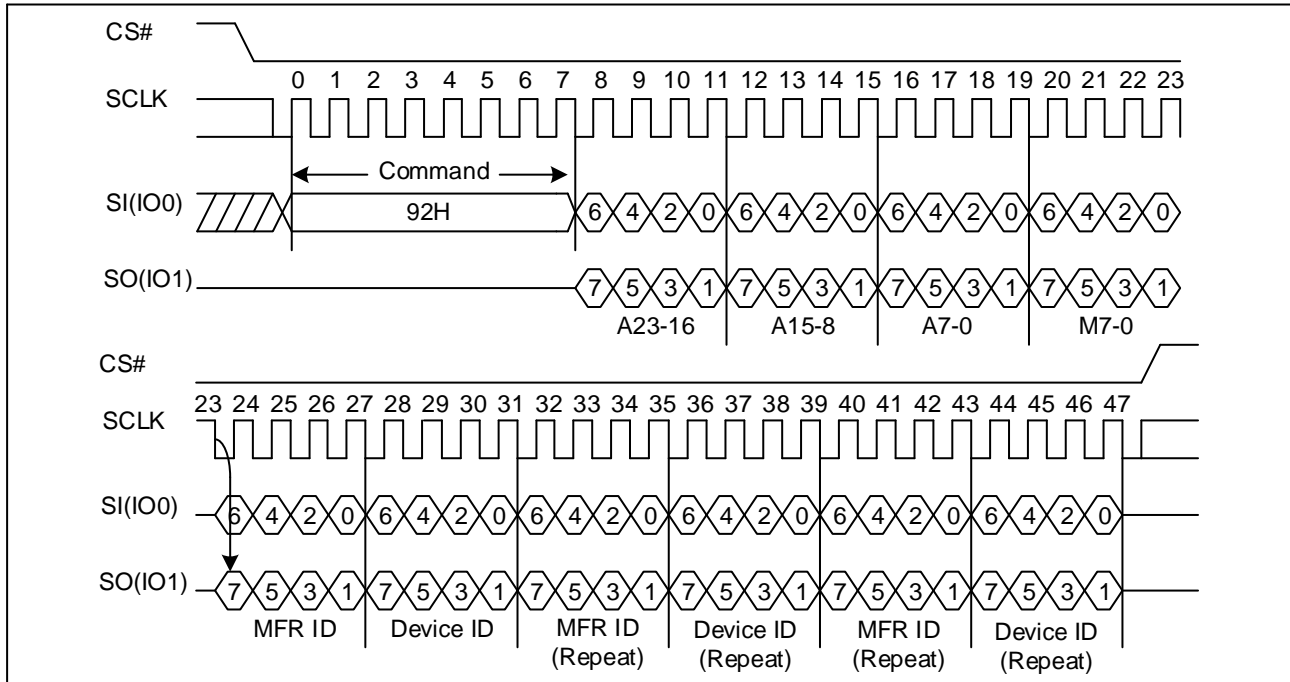 CS#
0 1 2 3 4 5 6 7 8 9 10 11 12 13 14 15 16 17 18 19 20 21 22 23
SCLK
Command
SI(IO0)
92H
6 4 2 0 6 4 2 0 6 4 2 0 6 4 2 0
SO(IO1)
7 5 3 1 7 5 3 1 7 5 3 1 7 5 3 1
A23-16 A15-8 A7-0 M7-0
CS#
23 24 25 26 27 28 29 30 31 32 33 34 35 36 37 38 39 40 41 42 43 44 45 46 47
SCLK
SI(IO0)
6 4 2 0 6 4 2 0 6 4 2 0 6 4 2 0 6 4 2 0 6 4 2 0
SO(IO1)
7 5 3 1 7 5 3 1 7 5 3 1 7 5 3 1 7 5 3 1 7 5 3 1
MFR ID Device ID MFR ID Device ID MFR ID Device ID
(Repeat) (Repeat) (Repeat) (Repeat)